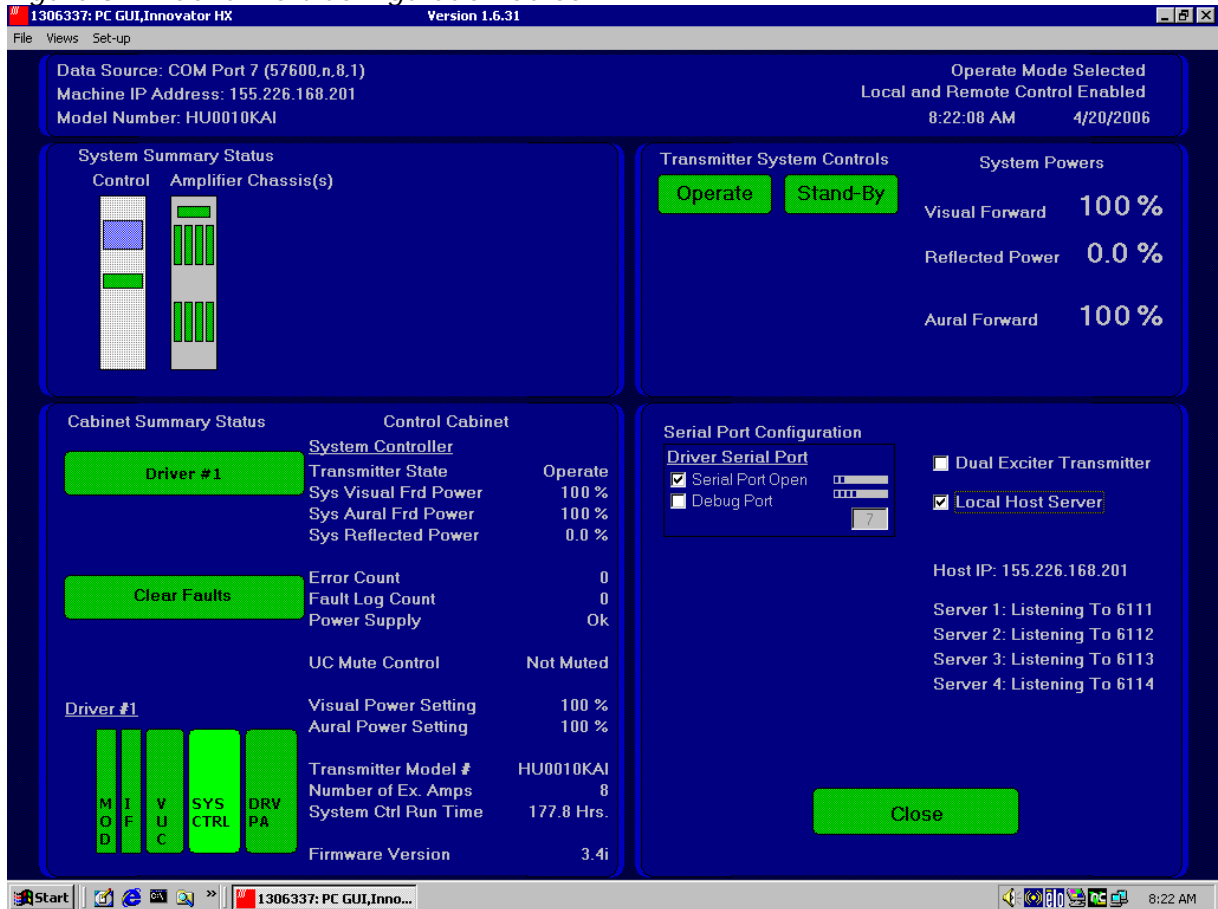 1306337: PC GUI,Innovator HX Version 1.6.31
File Views Set-up
Data Source: COM Port 7 (57600,n,8,1)
Machine IP Address: 155.226.168.201
Model Number: HU0010KAI
Operate Mode Selected
Local and Remote Control Enabled
8:22:08 AM 4/20/2006
System Summary Status
Control Amplifier Chassis(s)
Transmitter System Controls
Operate Stand-By
System Powers
Visual Forward 100 %
Reflected Power 0.0 %
Aural Forward 100 %
Cabinet Summary Status
Driver #1
Clear Faults
Driver #1
MOD
IF
VUC
SYS CTRL
DRV PA
Control Cabinet
System Controller
Transmitter State Operate
Sys Visual Frd Power 100 %
Sys Aural Frd Power 100 %
Sys Reflected Power 0.0 %
Error Count 0
Fault Log Count 0
Power Supply Ok
UC Mute Control Not Muted
Visual Power Setting 100 %
Aural Power Setting 100 %
Transmitter Model # HU0010KAI
Number of Ex. Amps 8
System Ctrl Run Time 177.8 Hrs.
Firmware Version 3.4i
Serial Port Configuration
Driver Serial Port
Serial Port Open
Debug Port
7
Dual Exciter Transmitter
Local Host Server
Host IP: 155.226.168.201
Server 1: Listening To 6111
Server 2: Listening To 6112
Server 3: Listening To 6113
Server 4: Listening To 6114
Close
Start » 1306337: PC GUI,Inno... 8:22 AM